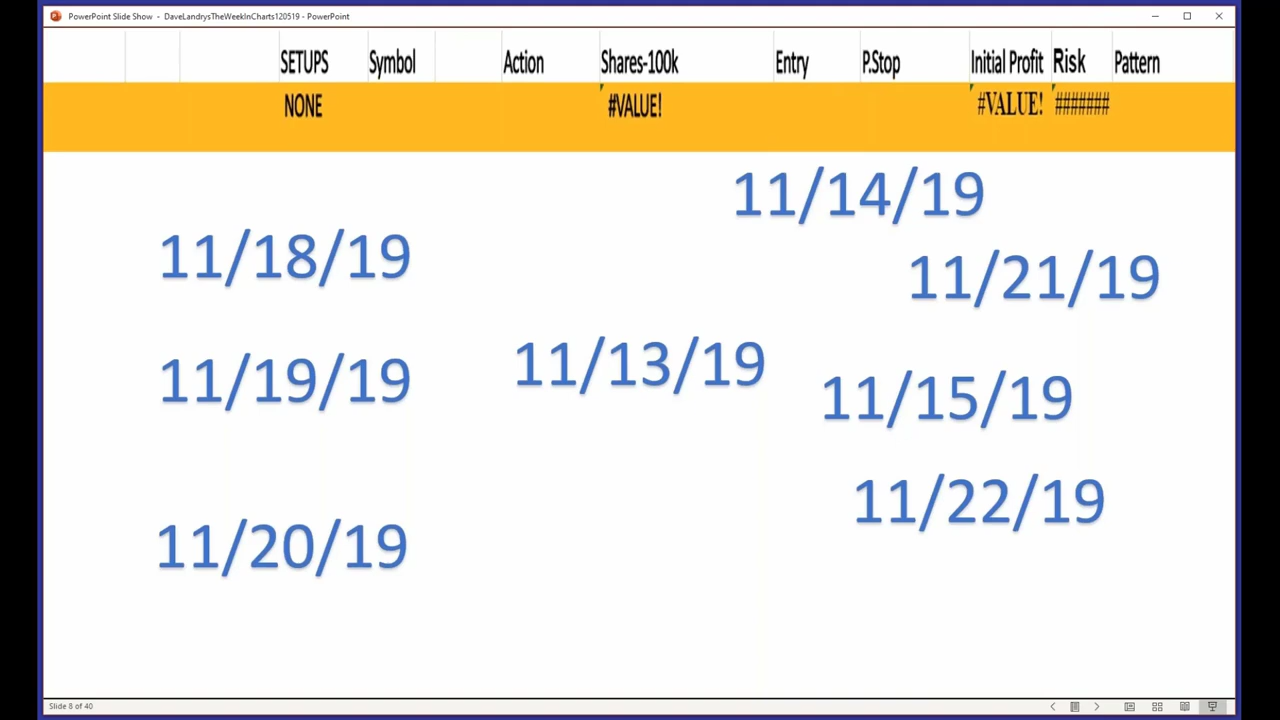 PowerPoint Slide Show - DaveLandrysTheWeekInCharts120519 - PowerPoint
SETUPS Symbol Action Shares-100k Entry P.Stop Initial Profit Risk Pattern
NONE #VALUE! #VALUE! #######
11/14/19
11/18/19
11/21/19
11/13/19
11/19/19
11/15/19
11/22/19
11/20/19
Slide 8 of 40